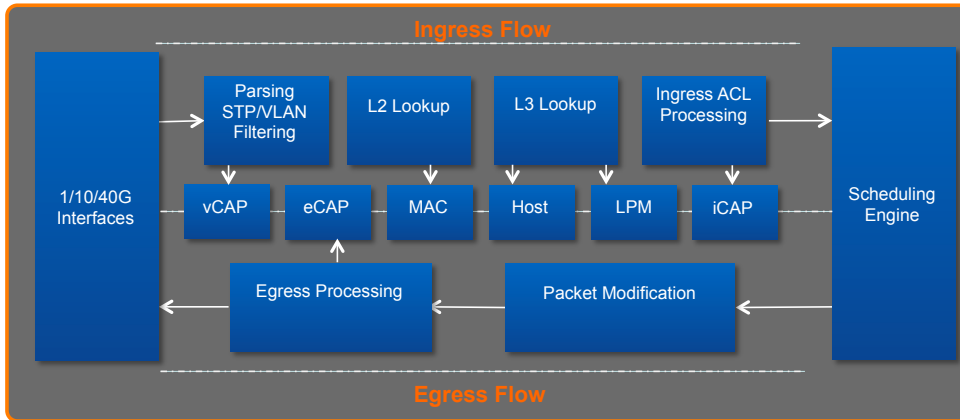 Ingress Flow
1/10/40G
Interfaces
Parsing
STP/VLAN
Filtering
L2 Lookup
L3 Lookup
Ingress ACL
Processing
Scheduling
Engine
vCAP
eCAP
MAC
Host
LPM
iCAP
Egress Processing
Packet Modification
Egress Flow